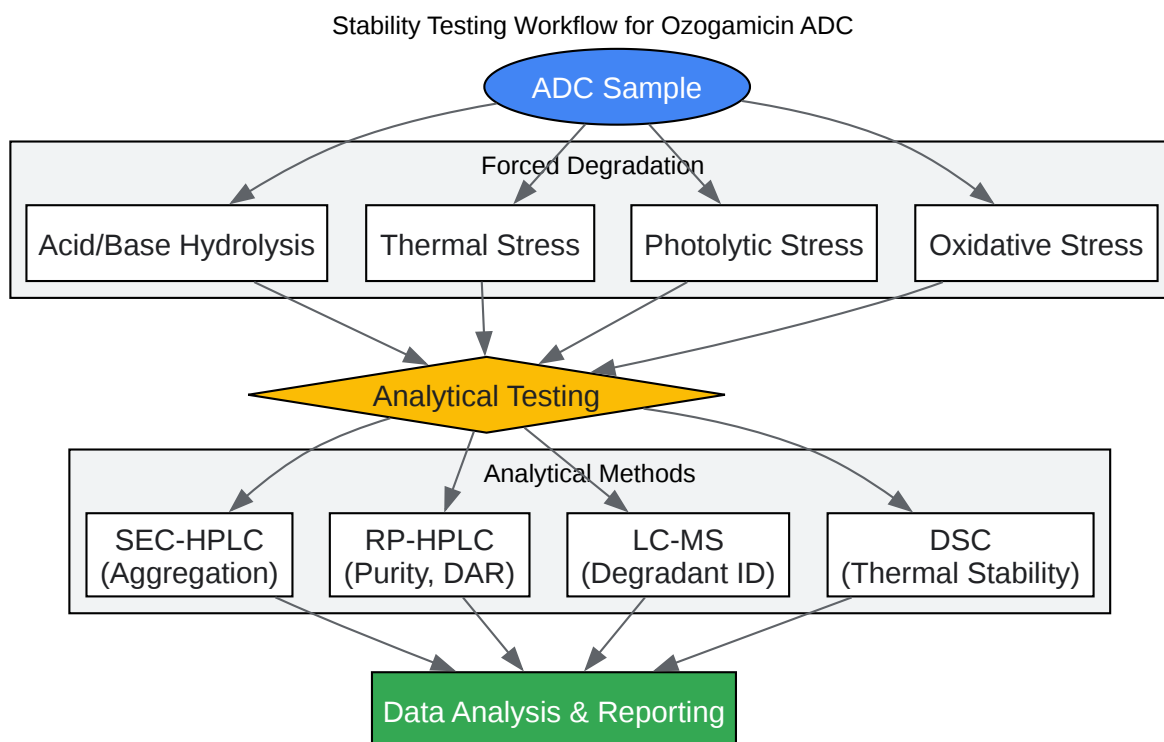 Stability Testing Workflow for Ozogamicin ADC
ADC Sample
Forced Degradation
Acid/Base Hydrolysis
Thermal Stress
Photolytic Stress
Oxidative Stress
Analytical Testing
Analytical Methods
SEC-HPLC
(Aggregation)
RP-HPLC
(Purity, DAR)
LC-MS
(Degradant ID)
DSC
(Thermal Stability)
Data Analysis & Reporting